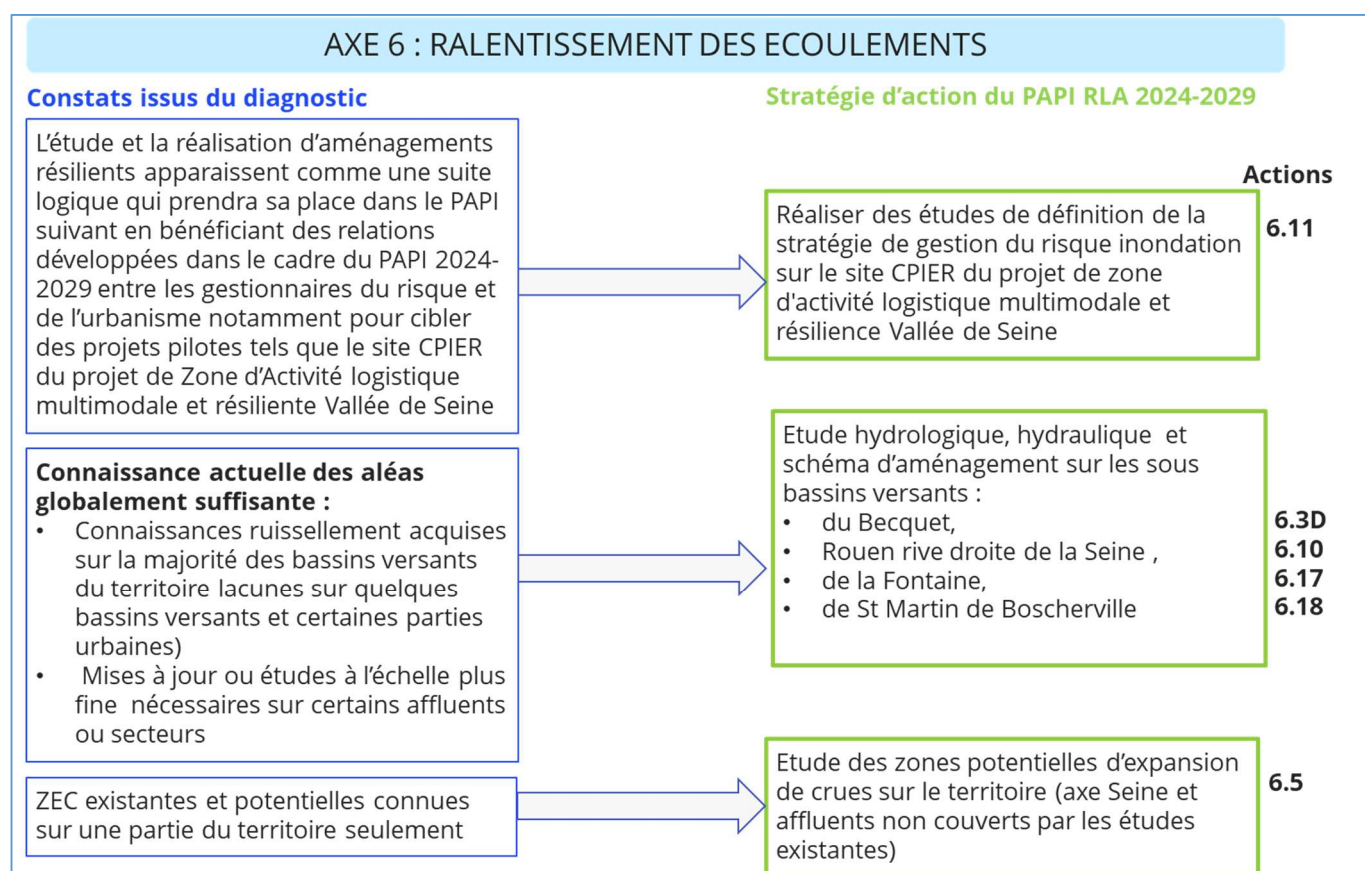 AXE 6 : RALENTISSEMENT DES ECOULEMENTS
Constats issus du diagnostic
Stratégie d’action du PAPI RLA 2024-2029
L’étude et la réalisation d’aménagements
résilients apparaissent comme une suite
logique qui prendra sa place dans le PAPI
suivant en bénéficiant des relations
développées dans le cadre du PAPI 2024-
2029 entre les gestionnaires du risque et
de l’urbanisme notamment pour cibler
des projets pilotes tels que le site CPIER
du projet de Zone d’Activité logistique
multimodale et résiliente Vallée de Seine
Actions
Réaliser des études de définition de la
stratégie de gestion du risque inondation
sur le site CPIER du projet de zone
d'activité logistique multimodale et
résilience Vallée de Seine
6.11
Connaissance actuelle des aléas
globalement suffisante :
• Connaissances ruissellement acquises
sur la majorité des bassins versants
du territoire lacunes sur quelques
bassins versants et certaines parties
urbaines)
• Mises à jour ou études à l’échelle plus
fine nécessaires sur certains affluents
ou secteurs
Etude hydrologique, hydraulique et
schéma d’aménagement sur les sous
bassins versants :
• du Becquet,
• Rouen rive droite de la Seine ,
• de la Fontaine,
• de St Martin de Boscherville
6.3D
6.10
6.17
6.18
ZEC existantes et potentielles connues
sur une partie du territoire seulement
Etude des zones potentielles d’expansion
de crues sur le territoire (axe Seine et
affluents non couverts par les études
existantes)
6.5